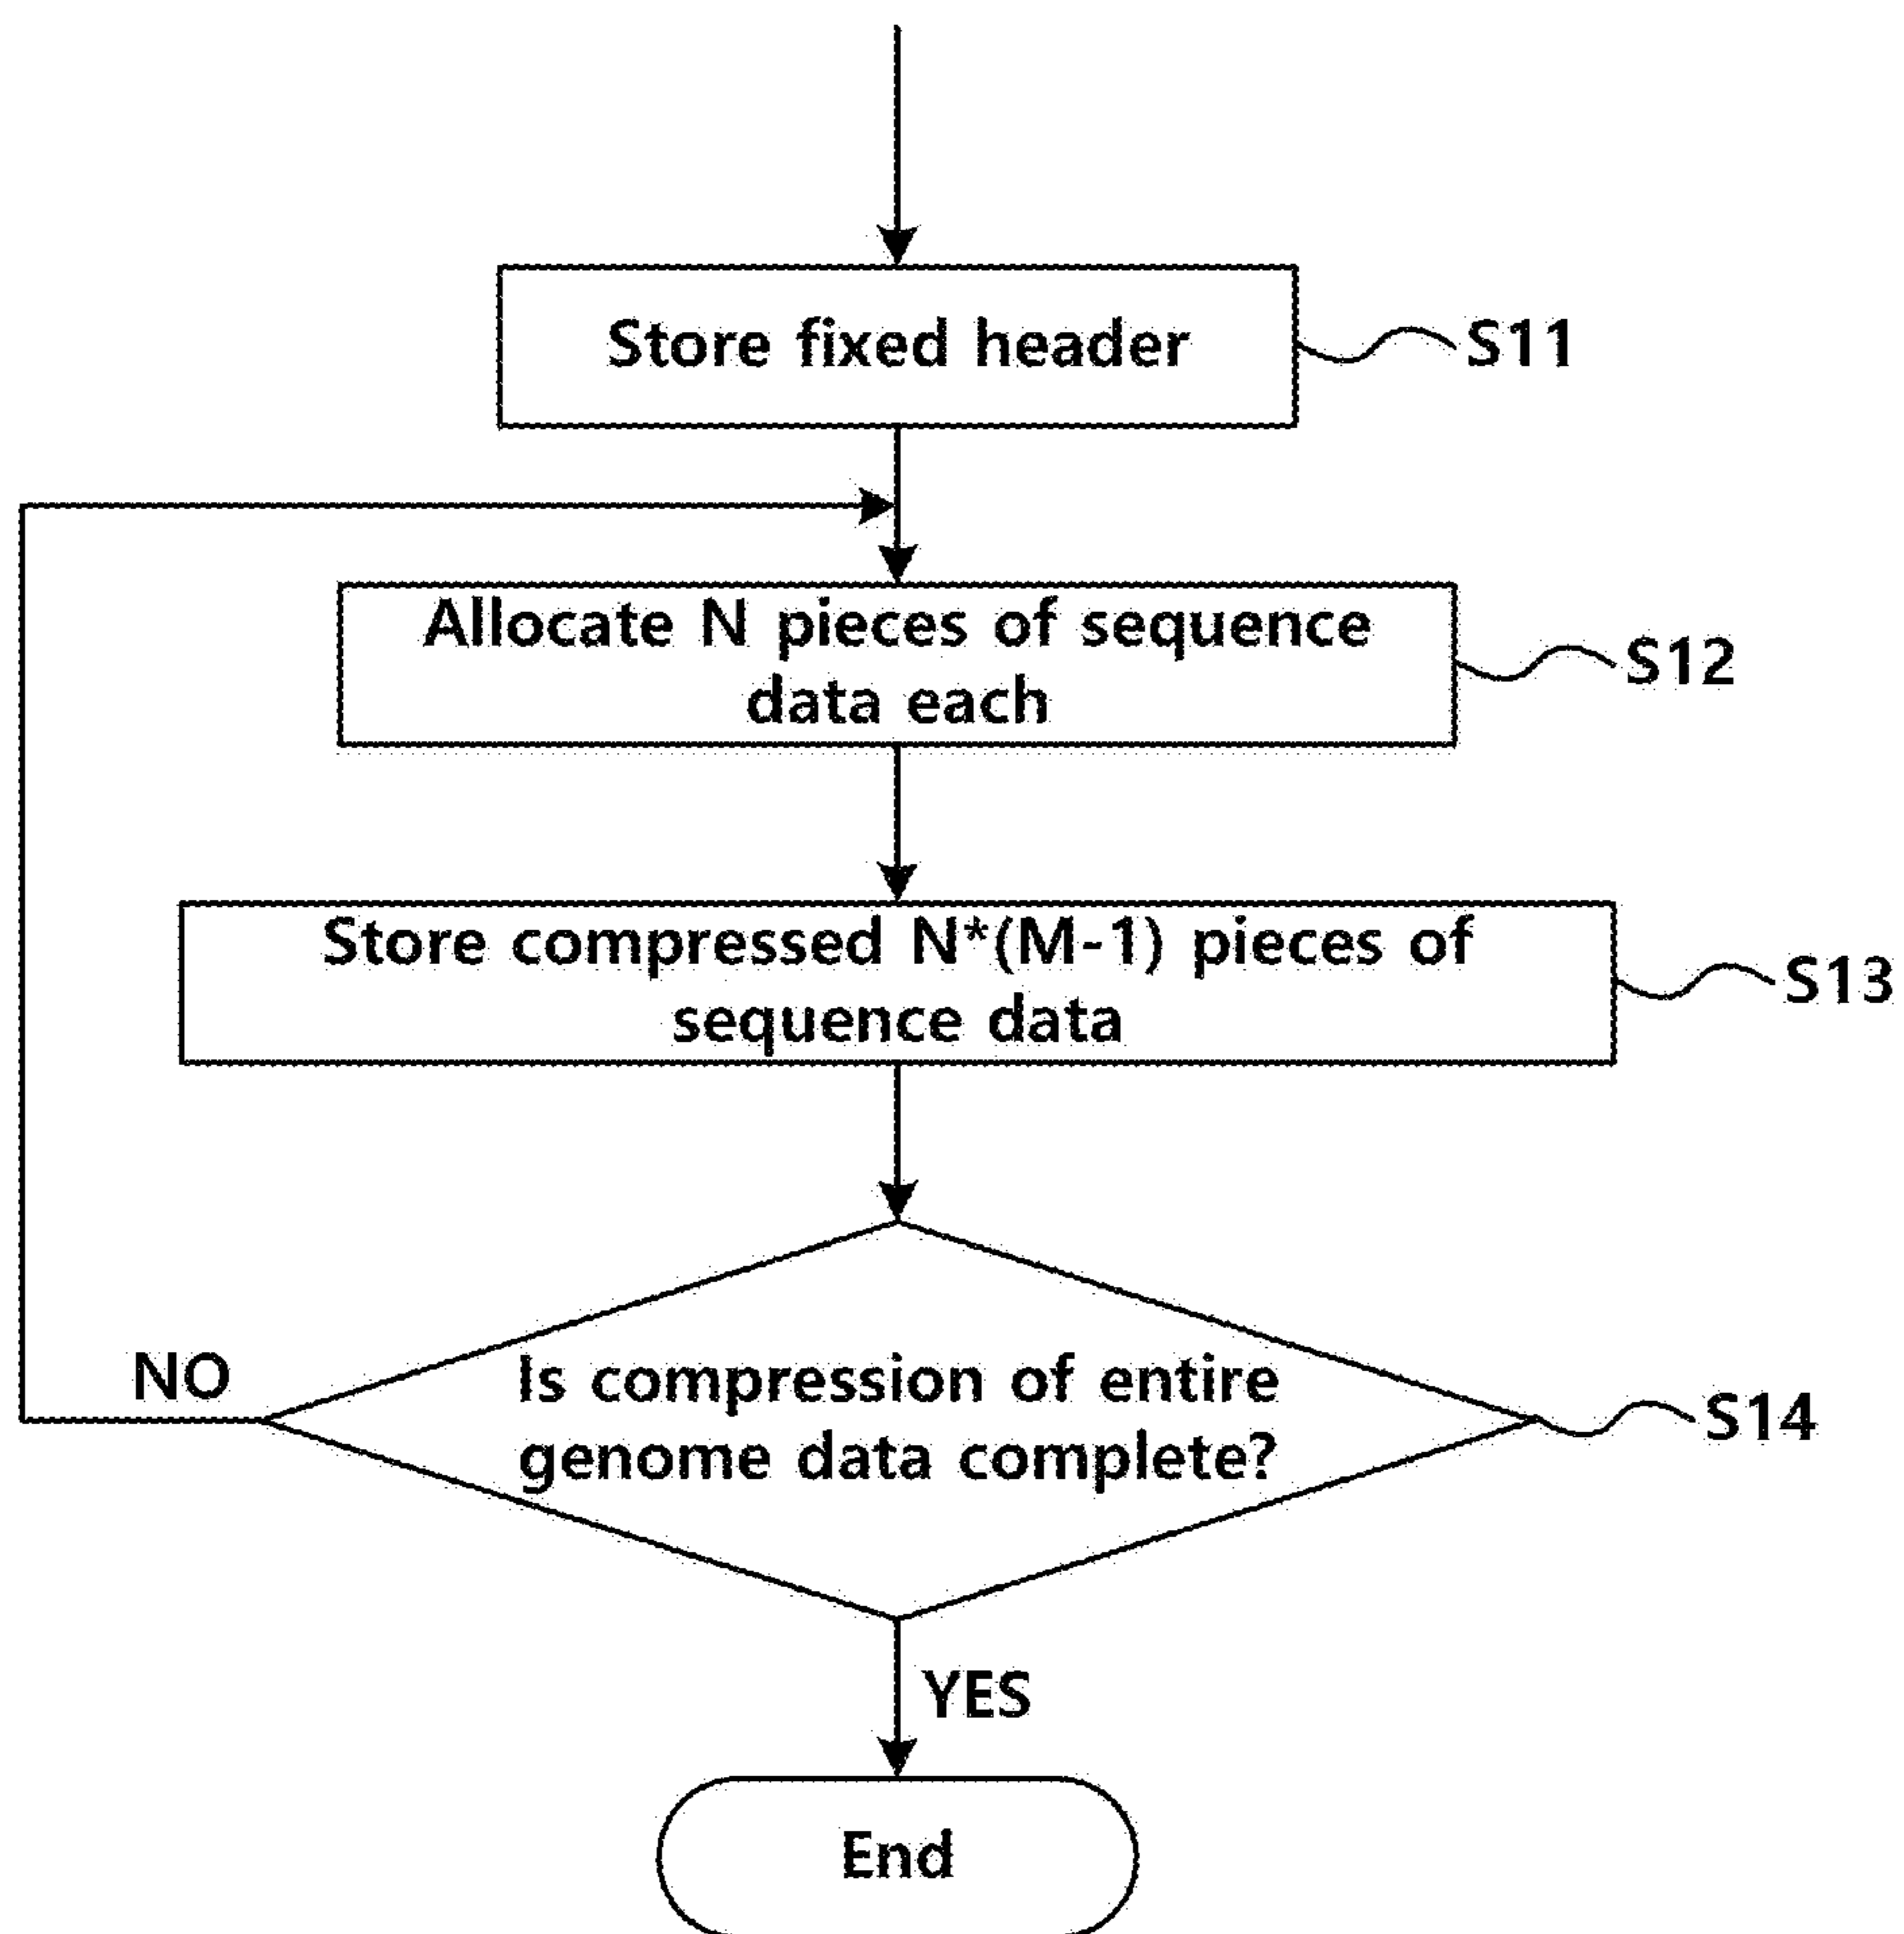 Store fixed header
S11
Allocate N pieces of sequence
data each
S12
Store compressed N*(M-1) pieces of
sequence data
S13
NO
Is compression of entire
genome data complete?
S14
YES
End